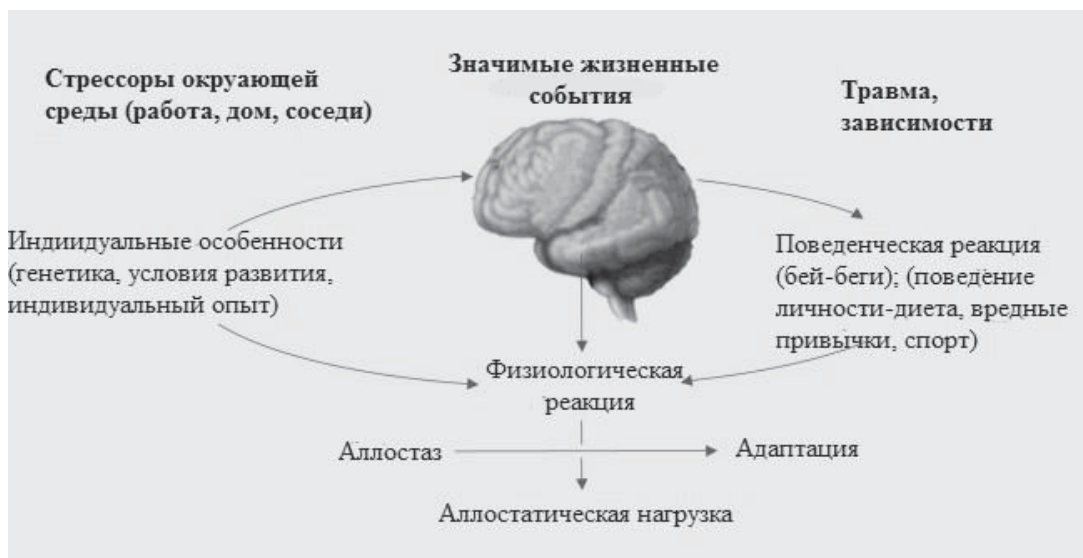 Стрессоры окруающей
среды (работа, дом, соседи)
Значимые жизненные
события
Травма,
зависимости
Индиидуальные особенности
(генетика, условия развития,
индивидуальный опыт)
Поведенческая реакция
(бей-беги); (поведение
личности-диета, вредные
привычки, спорт)
Физиологическая
реакция
Аллостаз
Адаптация
Аллостатическая нагрузка